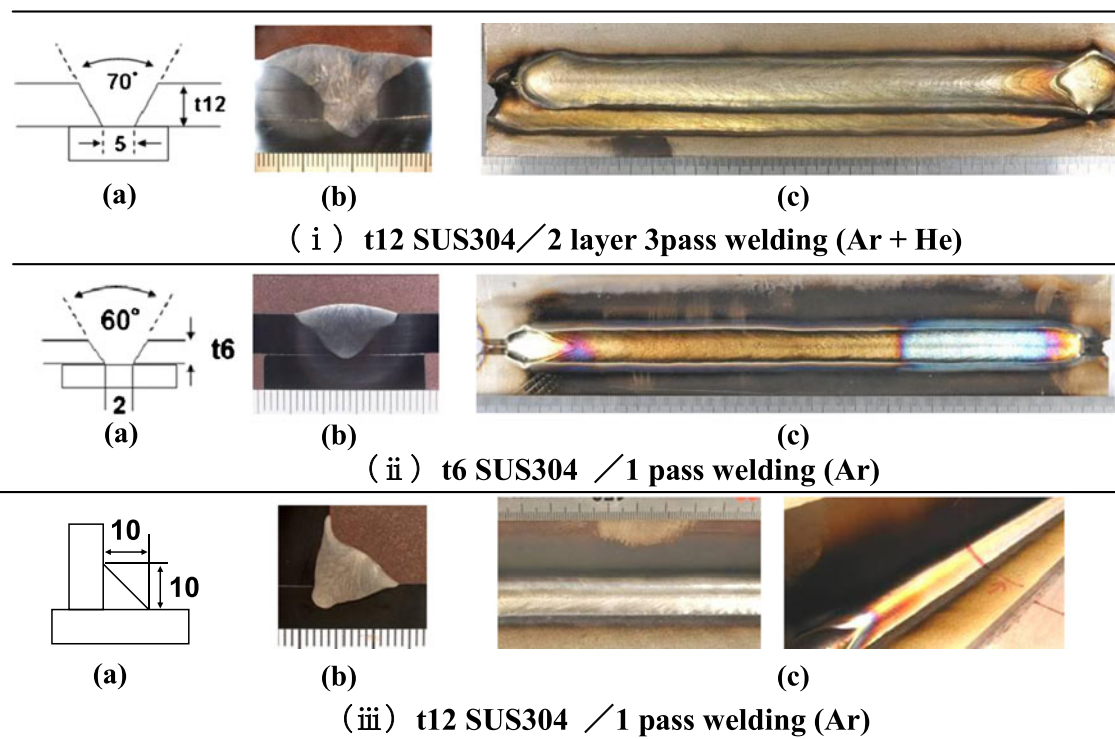 70°
t12
5
(a)
(b)
(c)
(ⅰ) t12 SUS304／2 layer 3pass welding (Ar + He)
60°
t6
2
(a)
(b)
(c)
(ⅱ) t6 SUS304 ／1 pass welding (Ar)
10
10
(a)
(b)
(c)
(ⅲ) t12 SUS304 ／1 pass welding (Ar)